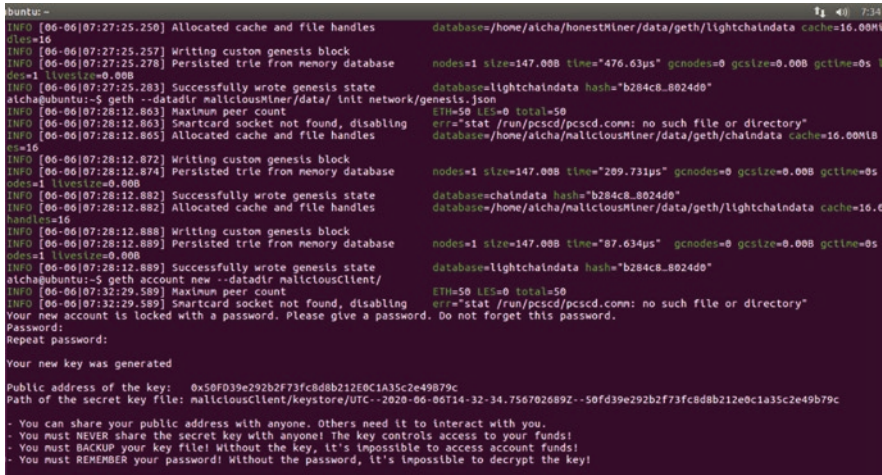 buntu: ~ 7:34
INFO [06-06|07:27:25.250] Allocated cache and file handles database=/home/aicha/honestMiner/data/geth/lightchaindata cache=16.00Mi
dles=16
INFO [06-06|07:27:25.257] Writing custom genesis block
INFO [06-06|07:27:25.278] Persisted trie from memory database nodes=1 size=147.00B time="476.63µs" gcnodes=0 gcsize=0.00B gctime=0s l
des=1 livesize=0.00B
INFO [06-06|07:27:25.283] Successfully wrote genesis state database=lightchaindata hash="b284c8…8024d0"
aicha@ubuntu:~$ geth --datadir maliciousMiner/data/ init network/genesis.json
INFO [06-06|07:28:12.863] Maximum peer count ETH=50 LES=0 total=50
INFO [06-06|07:28:12.863] Smartcard socket not found, disabling err="stat /run/pcscd/pcscd.comm: no such file or directory"
INFO [06-06|07:28:12.865] Allocated cache and file handles database=/home/aicha/maliciousMiner/data/geth/chaindata cache=16.00MiB
es=16
INFO [06-06|07:28:12.872] Writing custom genesis block
INFO [06-06|07:28:12.874] Persisted trie from memory database nodes=1 size=147.00B time="209.731µs" gcnodes=0 gcsize=0.00B gctime=0s
odes=1 livesize=0.00B
INFO [06-06|07:28:12.882] Successfully wrote genesis state database=chaindata hash="b284c8…8024d0"
INFO [06-06|07:28:12.882] Allocated cache and file handles database=/home/aicha/maliciousMiner/data/geth/lightchaindata cache=16.0
handles=16
INFO [06-06|07:28:12.888] Writing custom genesis block
INFO [06-06|07:28:12.889] Persisted trie from memory database nodes=1 size=147.00B time="87.634µs" gcnodes=0 gcsize=0.00B gctime=0s
odes=1 livesize=0.00B
INFO [06-06|07:28:12.889] Successfully wrote genesis state database=lightchaindata hash="b284c8…8024d0"
aicha@ubuntu:~$ geth account new --datadir maliciousClient/
INFO [06-06|07:32:29.589] Maximum peer count ETH=50 LES=0 total=50
INFO [06-06|07:32:29.589] Smartcard socket not found, disabling err="stat /run/pcscd/pcscd.comm: no such file or directory"
Your new account is locked with a password. Please give a password. Do not forget this password.
Password:
Repeat password:
Your new key was generated
Public address of the key: 0x50FD39e292b2F73fc8d8b212E0C1A35c2e49B79c
Path of the secret key file: maliciousClient/keystore/UTC--2020-06-06T14-32-34.756702689Z--50fd39e292b2f73fc8d8b212e0c1a35c2e49b79c
- You can share your public address with anyone. Others need it to interact with you.
- You must NEVER share the secret key with anyone! The key controls access to your funds!
- You must BACKUP your key file! Without the key, it's impossible to access account funds!
- You must REMEMBER your password! Without the password, it's impossible to decrypt the key!